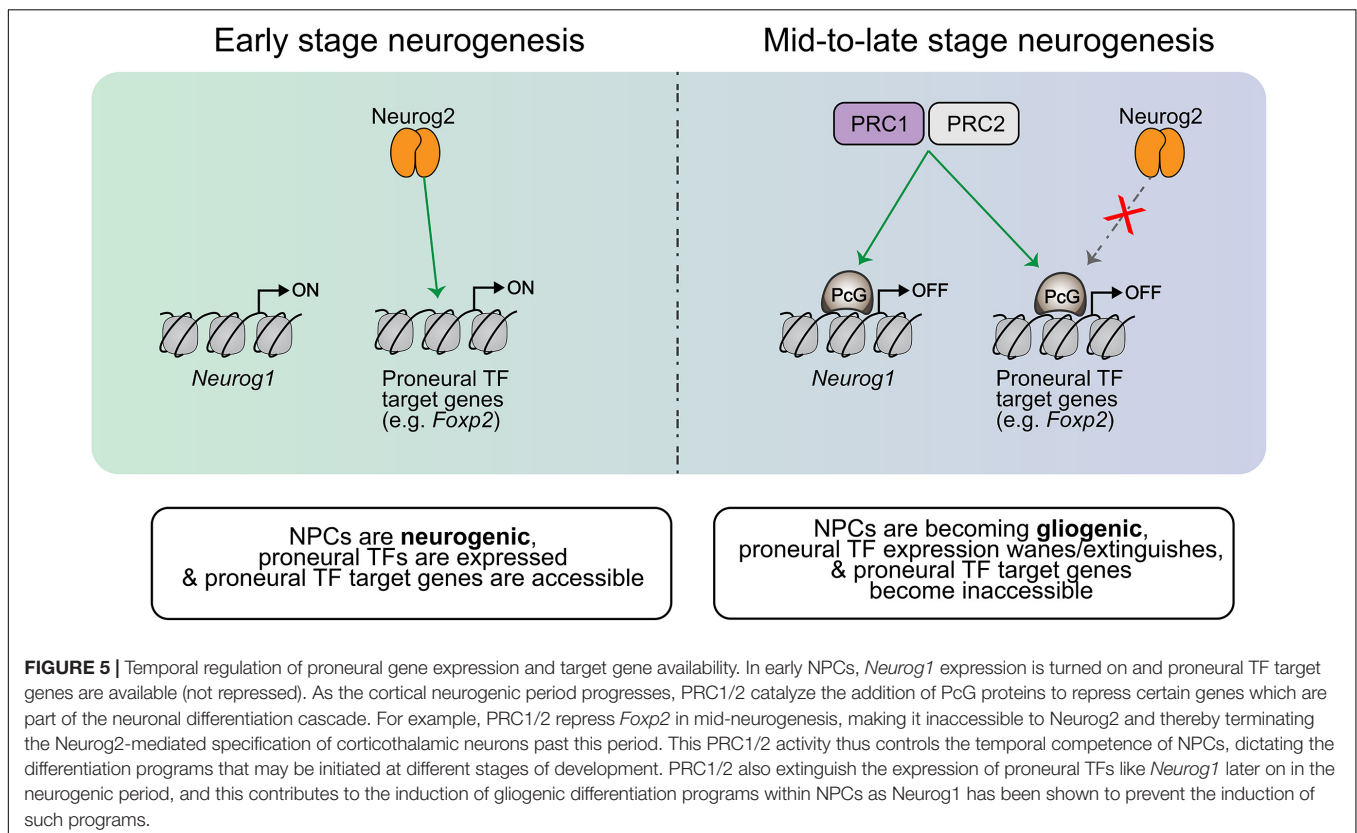 Early stage neurogenesis
Mid-to-late stage neurogenesis
Neurog2
PRC1
PRC2
Neurog2
ON
ON
PcG
OFF
PcG
OFF
Neurog1
Proneural TF
target genes
(e.g. Foxp2)
Neurog1
Proneural TF
target genes
(e.g. Foxp2)
NPCs are neurogenic,
proneural TFs are expressed
& proneural TF target genes are accessible
NPCs are becoming gliogenic,
proneural TF expression wanes/extinguishes,
& proneural TF target genes
become inaccessible
FIGURE 5 | Temporal regulation of proneural gene expression and target gene availability. In early NPCs, Neurog1 expression is turned on and proneural TF target
genes are available (not repressed). As the cortical neurogenic period progresses, PRC1/2 catalyze the addition of PcG proteins to repress certain genes which are
part of the neuronal differentiation cascade. For example, PRC1/2 repress Foxp2 in mid-neurogenesis, making it inaccessible to Neurog2 and thereby terminating
the Neurog2-mediated specification of corticothalamic neurons past this period. This PRC1/2 activity thus controls the temporal competence of NPCs, dictating the
differentiation programs that may be initiated at different stages of development. PRC1/2 also extinguish the expression of proneural TFs like Neurog1 later on in the
neurogenic period, and this contributes to the induction of gliogenic differentiation programs within NPCs as Neurog1 has been shown to prevent the induction of
such programs.